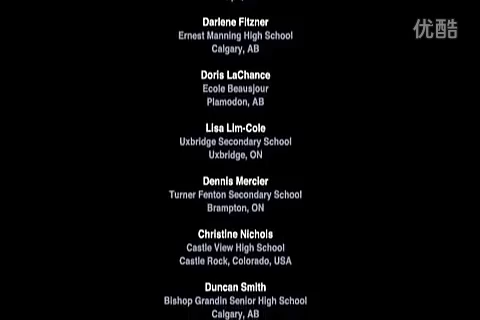 优酷
Darlene Fitzner
Ernest Manning High School
Calgary, AB
Doris LaChance
Ecole Beausjour
Plamodon, AB
Lisa Lim-Cole
Uxbridge Secondary School
Uxbridge, ON
Dennis Mercier
Turner Fenton Secondary School
Brampton, ON
Christine Nichols
Castle View High School
Castle Rock, Colorado, USA
Duncan Smith
Bishop Grandin Senior High School
Calgary, AB